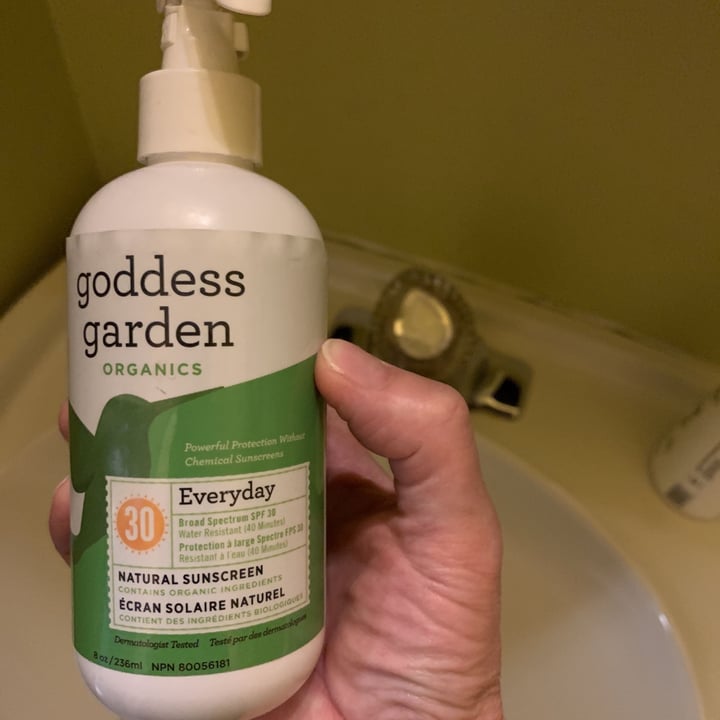 goddess
garden
ORGANICS
Powerful Protection Without
Chemical Sunscreens
30
Everyday
Broad Spectrum SPF 30
Water Resistant (40 Minutes)
Protection à large Spectre FPS 30
Résistant à l'eau (40 Minutes)
NATURAL SUNSCREEN
CONTAINS ORGANIC INGREDIENTS
ÉCRAN SOLAIRE NATUREL
CONTIENT DES INGRÉDIENTS BIOLOGIQUES
Dermatologist Tested Testé par des dermatologues
8 oz/236ml NPN 80056181